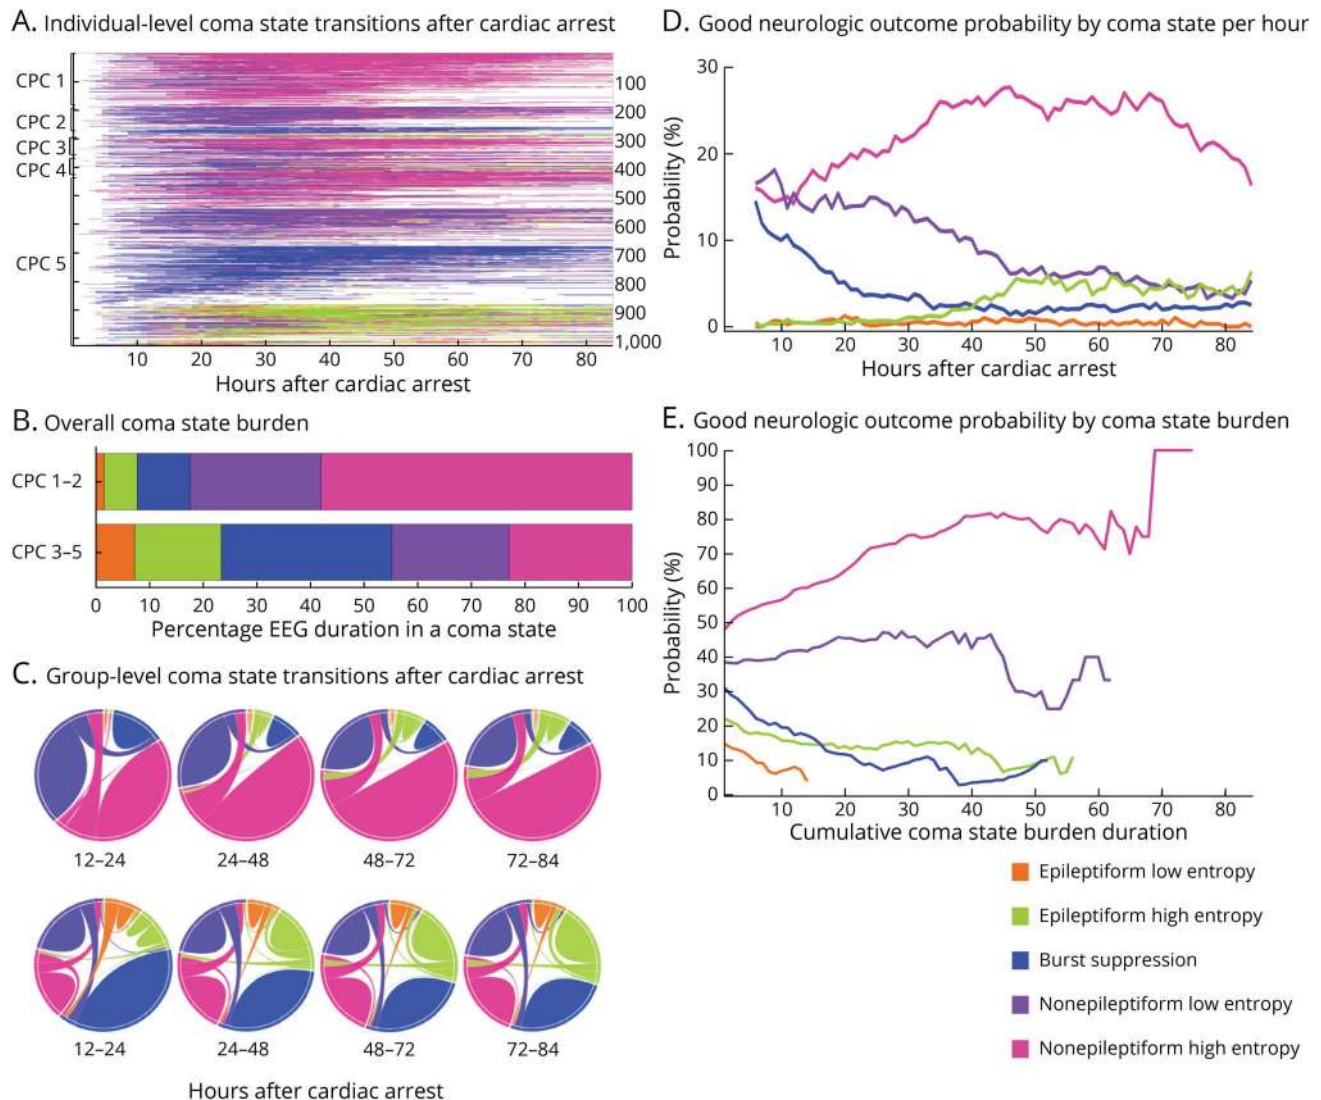 A. Individual-level coma state transitions after cardiac arrest
CPC 1
CPC 2
CPC 3
CPC 4
CPC 5
100
200
300
400
500
600
700
800
900
1,000
10 20 30 40 50 60 70 80
Hours after cardiac arrest
B. Overall coma state burden
CPC 1–2
CPC 3–5
0 10 20 30 40 50 60 70 80 90 100
Percentage EEG duration in a coma state
C. Group-level coma state transitions after cardiac arrest
12–24 24–48 48–72 72–84
12–24 24–48 48–72 72–84
Hours after cardiac arrest
D. Good neurologic outcome probability by coma state per hour
30
20
10
0
Probability (%)
10 20 30 40 50 60 70 80
Hours after cardiac arrest
E. Good neurologic outcome probability by coma state burden
100
90
80
70
60
50
40
30
20
10
0
Probability (%)
10 20 30 40 50 60 70 80
Cumulative coma state burden duration
Epileptiform low entropy
Epileptiform high entropy
Burst suppression
Nonepileptiform low entropy
Nonepileptiform high entropy